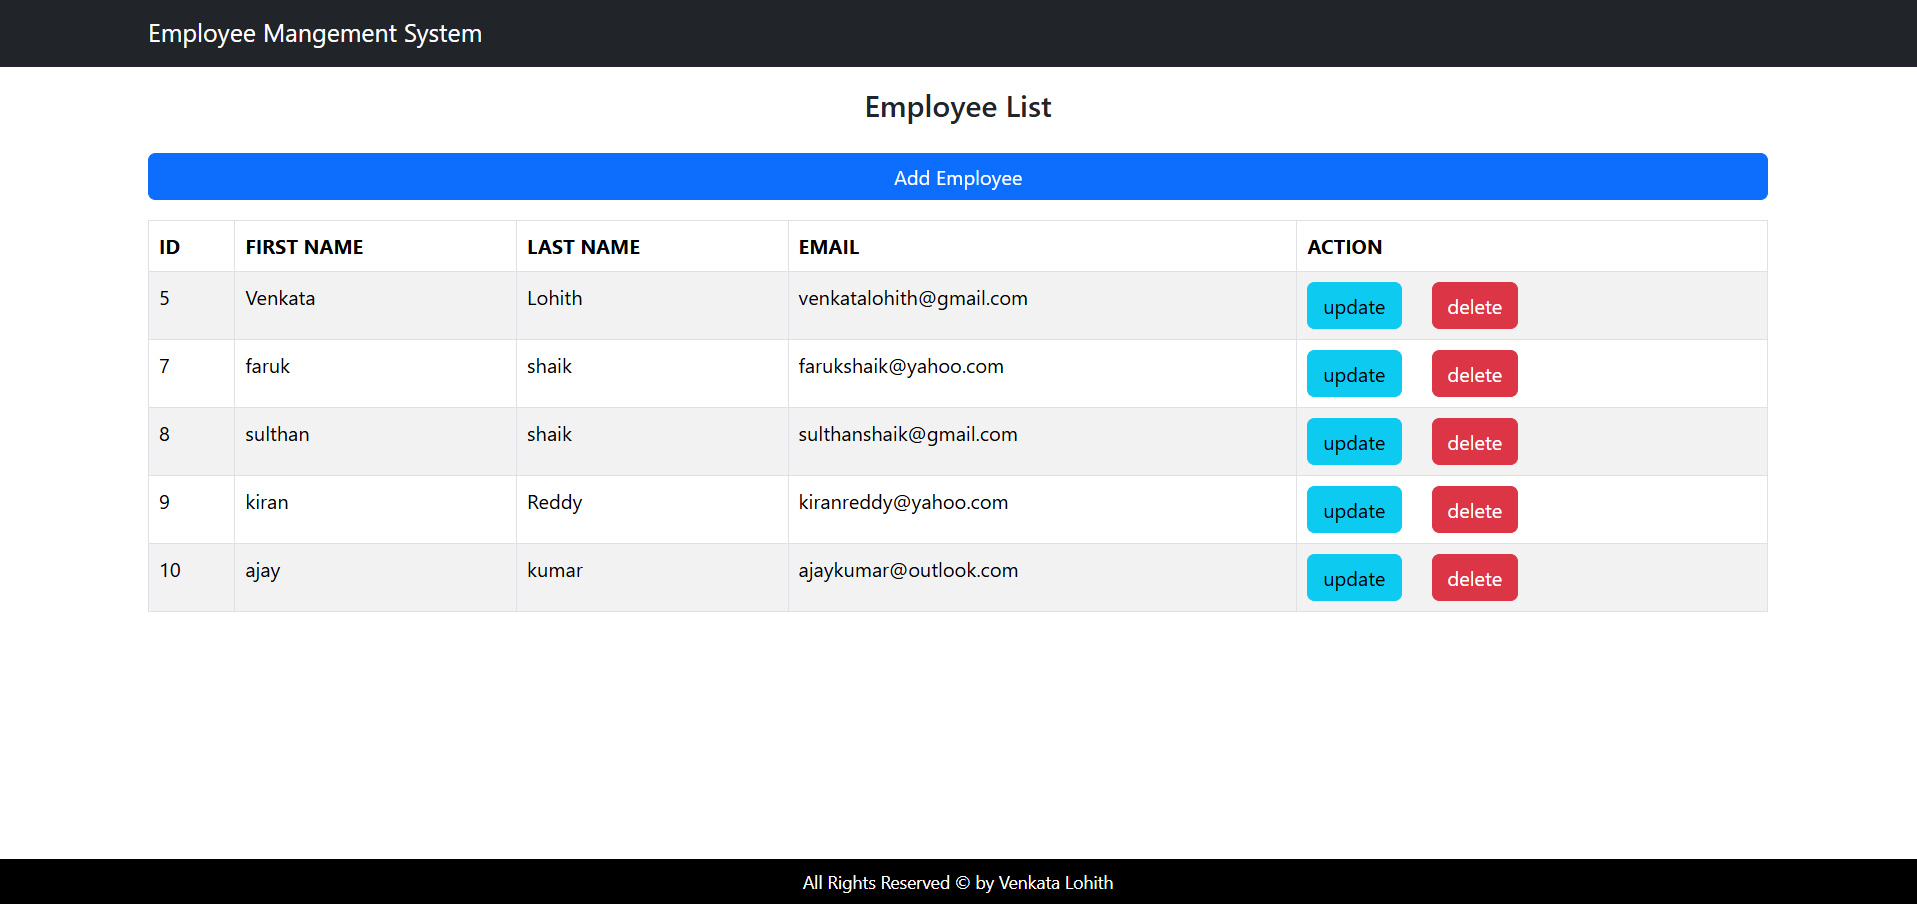 Employee Mangement System
Employee List
Add Employee
ID FIRST NAME LAST NAME EMAIL ACTION
5 Venkata Lohith venkatalohith@gmail.com update delete
7 faruk shaik farukshaik@yahoo.com update delete
8 sulthan shaik sulthanshaik@gmail.com update delete
9 kiran Reddy kiranreddy@yahoo.com update delete
10 ajay kumar ajaykumar@outlook.com update delete
All Rights Reserved © by Venkata Lohith